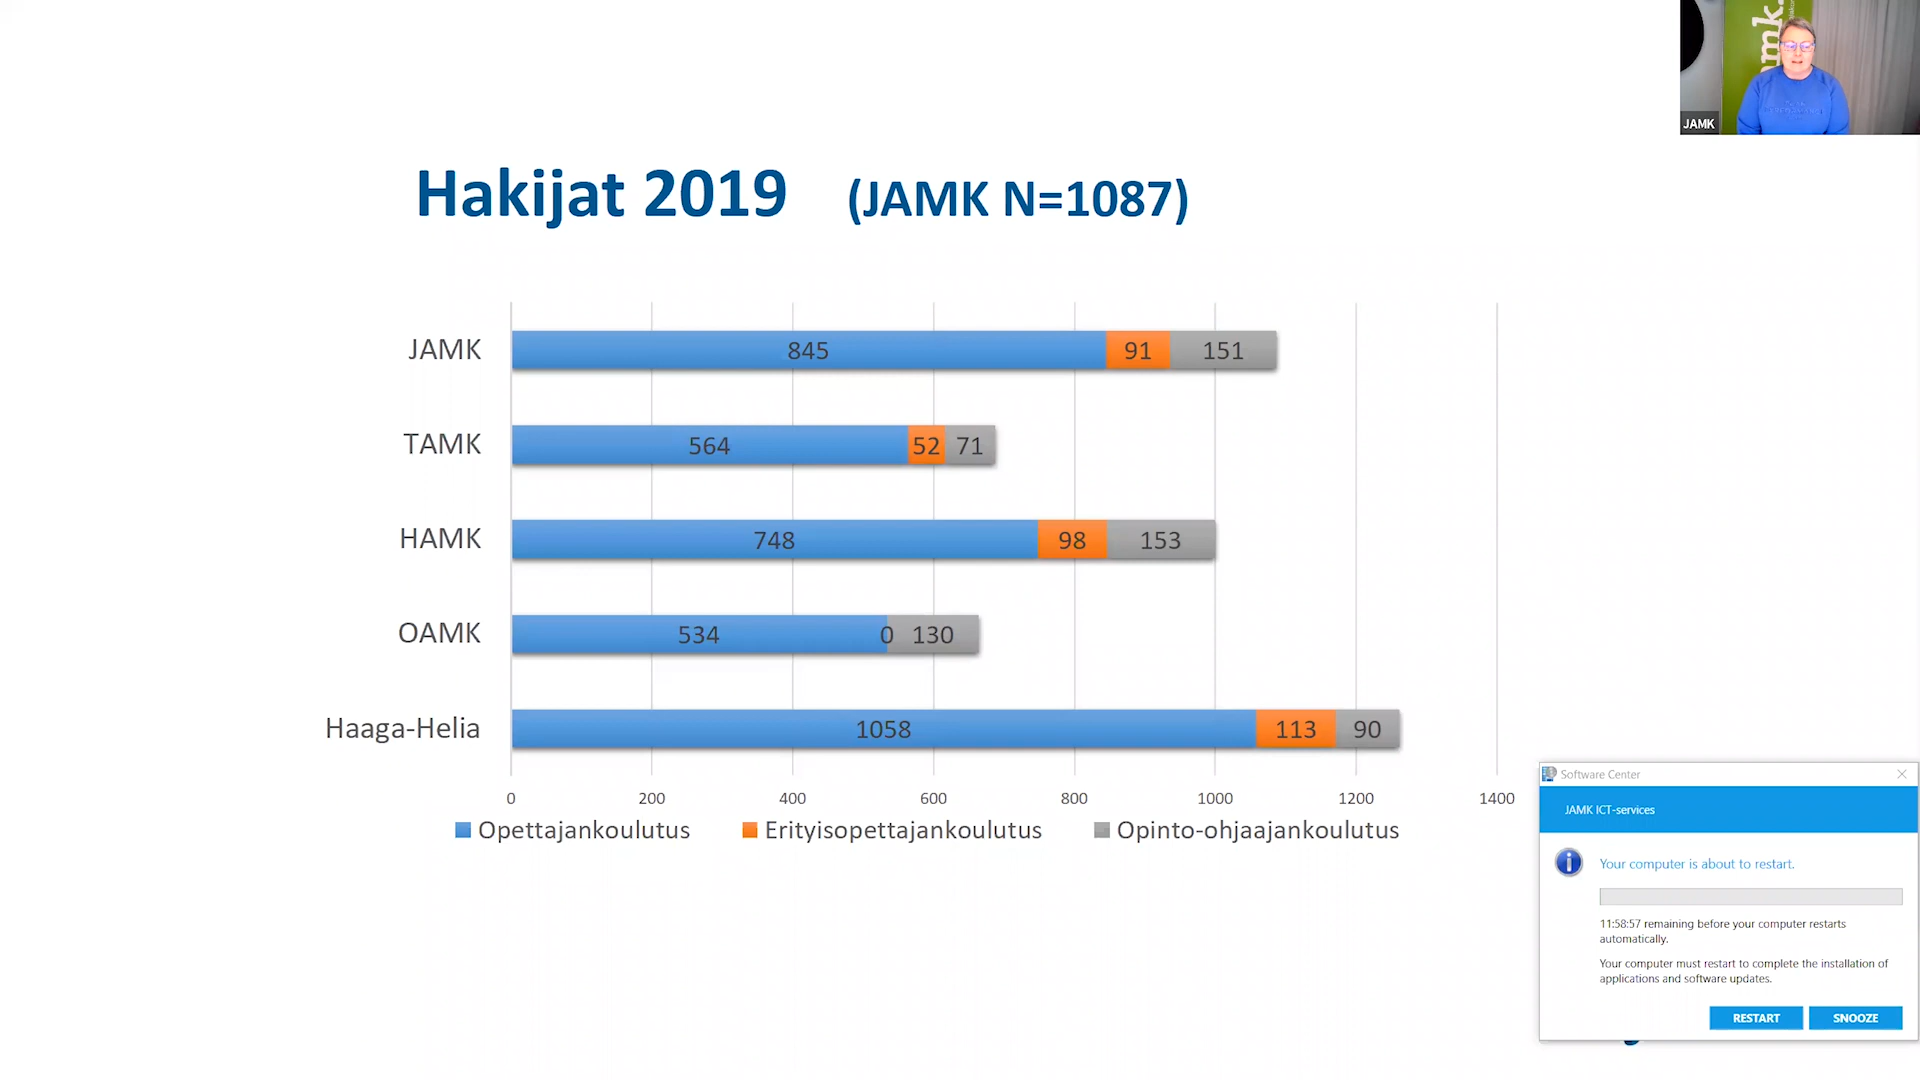 JAMK
Hakijat 2019 (JAMK N=1087)
JAMK 845 91 151
TAMK 564 52 71
HAMK 748 98 153
OAMK 534 0 130
Haaga-Helia 1058 113 90
0 200 400 600 800 1000 1200 1400
Opettajankoulutus Erityisopettajankoulutus Opinto-ohjaajankoulutus
Software Center
JAMK ICT-services
Your computer is about to restart.
11:58:57 remaining before your computer restarts
automatically.
Your computer must restart to complete the installation of
applications and software updates.
RESTART SNOOZE